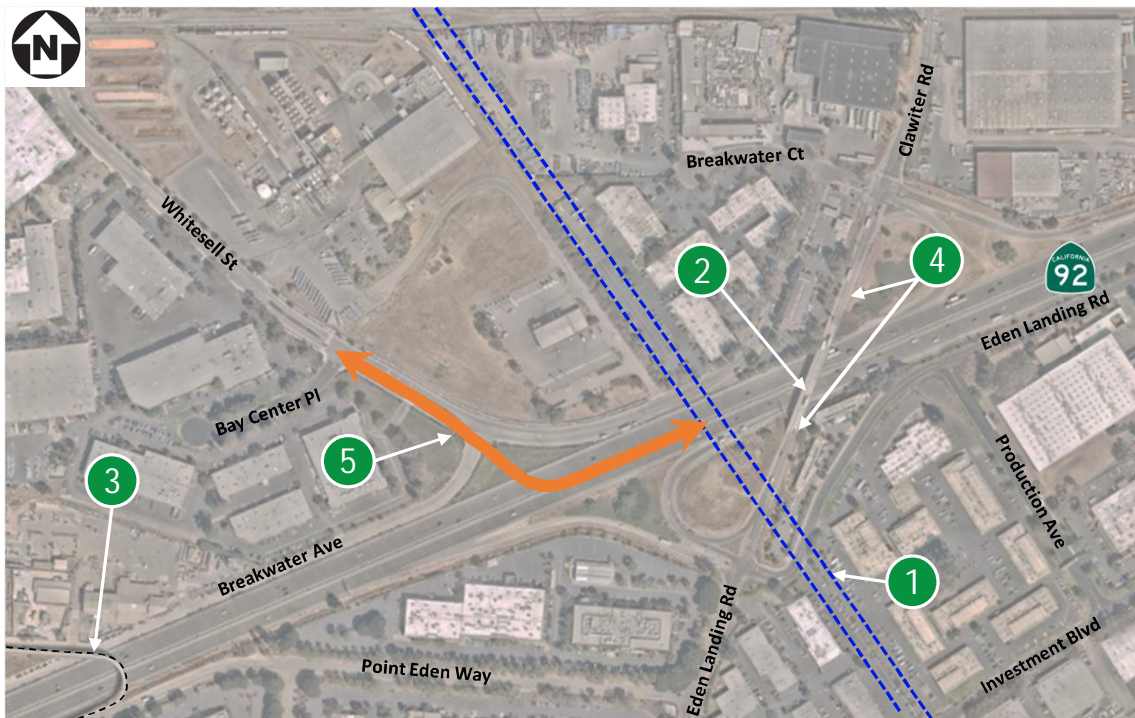 N
Clawiter Rd
Breakwater Ct
Whitesell St
2
4
CALIFORNIA
92
Eden Landing Rd
Bay Center Pl
5
3
Production Ave
Breakwater Ave
1
Eden Landing Rd
Point Eden Way
Investment Blvd